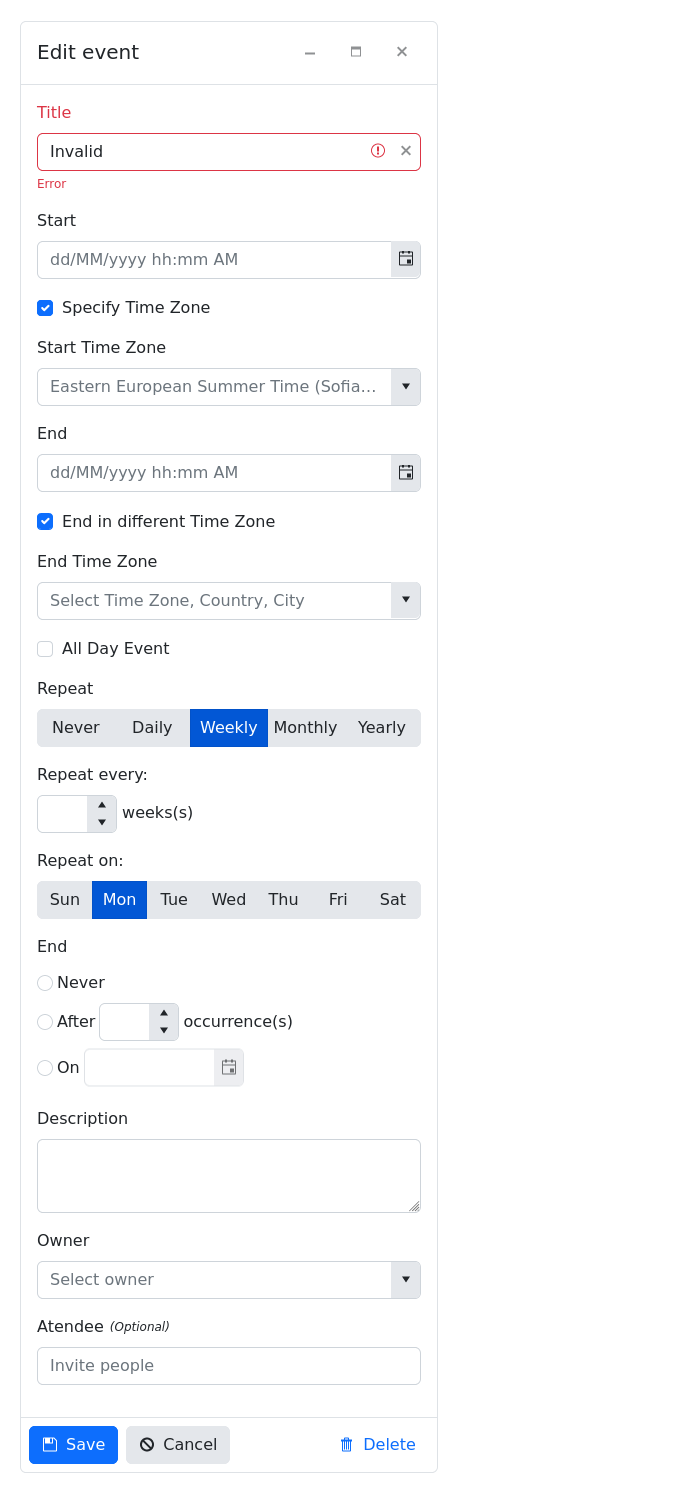 Edit event
Title
Invalid
Error
Start
dd/MM/yyyy hh:mm AM
Specify Time Zone
Start Time Zone
Eastern European Summer Time (Sofia...
End
dd/MM/yyyy hh:mm AM
End in different Time Zone
End Time Zone
Select Time Zone, Country, City
All Day Event
Repeat
Never Daily Weekly Monthly Yearly
Repeat every:
weeks(s)
Repeat on:
Sun Mon Tue Wed Thu Fri Sat
End
Never
After occurrence(s)
On
Description
Owner
Select owner
Atendee (Optional)
Invite people
Save Cancel Delete